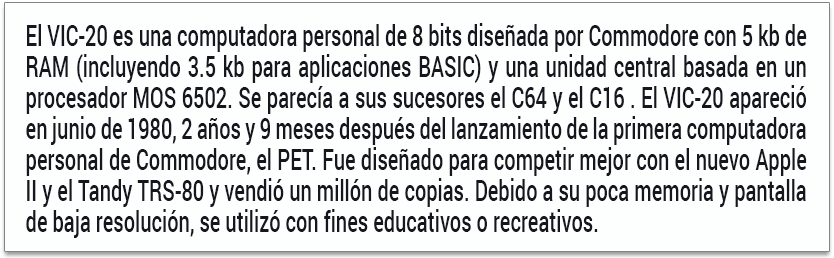 El VIC-20 es una computadora personal de 8 bits diseñada por Commodore con 5 kb de
RAM (incluyendo 3.5 kb para aplicaciones BASIC) y una unidad central basada en un
procesador MOS 6502. Se parecía a sus sucesores el C64 y el C16 . El VIC-20 apareció
en junio de 1980, 2 años y 9 meses después del lanzamiento de la primera computadora
personal de Commodore, el PET. Fue diseñado para competir mejor con el nuevo Apple
II y el Tandy TRS-80 y vendió un millón de copias. Debido a su poca memoria y pantalla
de baja resolución, se utilizó con fines educativos o recreativos.